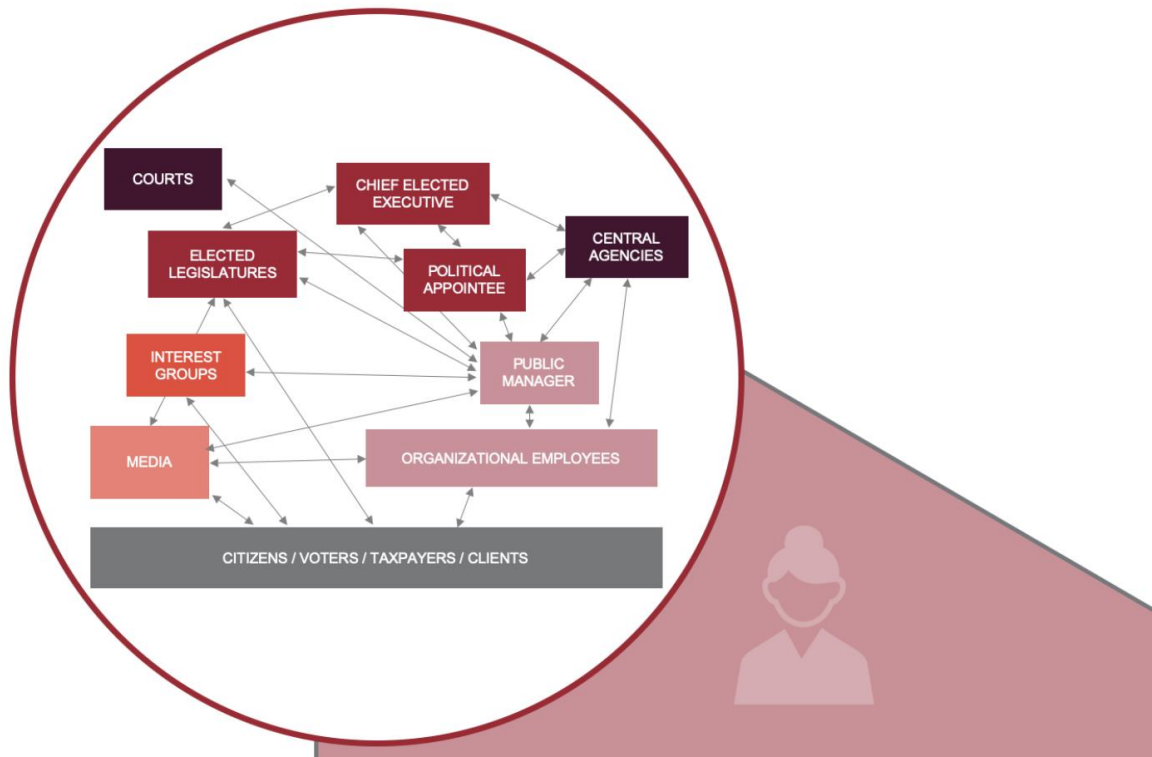 COURTS
CHIEF ELECTED
EXECUTIVE
CENTRAL
AGENCIES
ELECTED
LEGISLATURES
POLITICAL
APPOINTEE
INTEREST
GROUPS
PUBLIC
MANAGER
MEDIA
ORGANIZATIONAL EMPLOYEES
CITIZENS / VOTERS / TAXPAYERS / CLIENTS